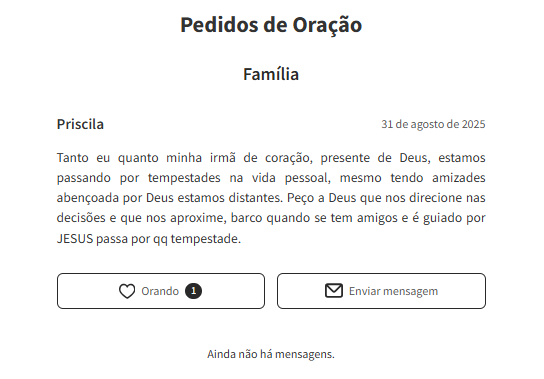 Pedidos de Oração
Família
Priscila
31 de agosto de 2025
Tanto eu quanto minha irmã de coração, presente de Deus, estamos
passando por tempestades na vida pessoal, mesmo tendo amizades
abençoada por Deus estamos distantes. Peço a Deus que nos direcione nas
decisões e que nos aproxime, barco quando se tem amigos e é guiado por
JESUS passa por qq tempestade.
Orando 1
Enviar mensagem
Ainda não há mensagens.